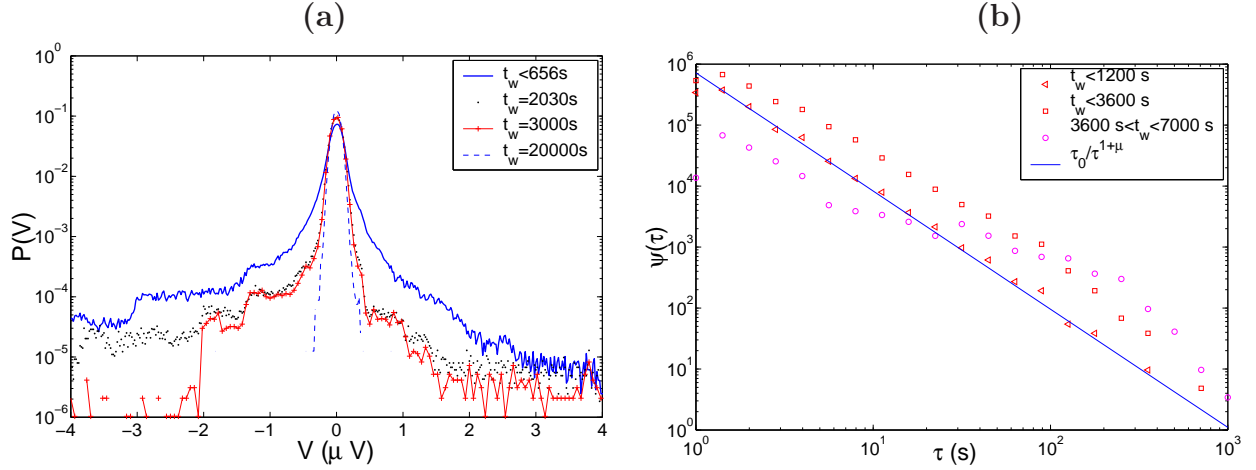 (a)
10^0
10^-1
10^-2
10^-3
10^-4
10^-5
10^-6
P(V)
−4 −3 −2 −1 0 1 2 3 4
V (μ V)
t_w<656s
t_w=2030s
t_w=3000s
t_w=20000s
(b)
10^6
10^5
10^4
10^3
10^2
10^1
10^0
ψ(τ)
10^0 10^1 10^2 10^3
τ (s)
t_w<1200 s
t_w<3600 s
3600 s<t_w<7000 s
τ_0/τ^1+μ